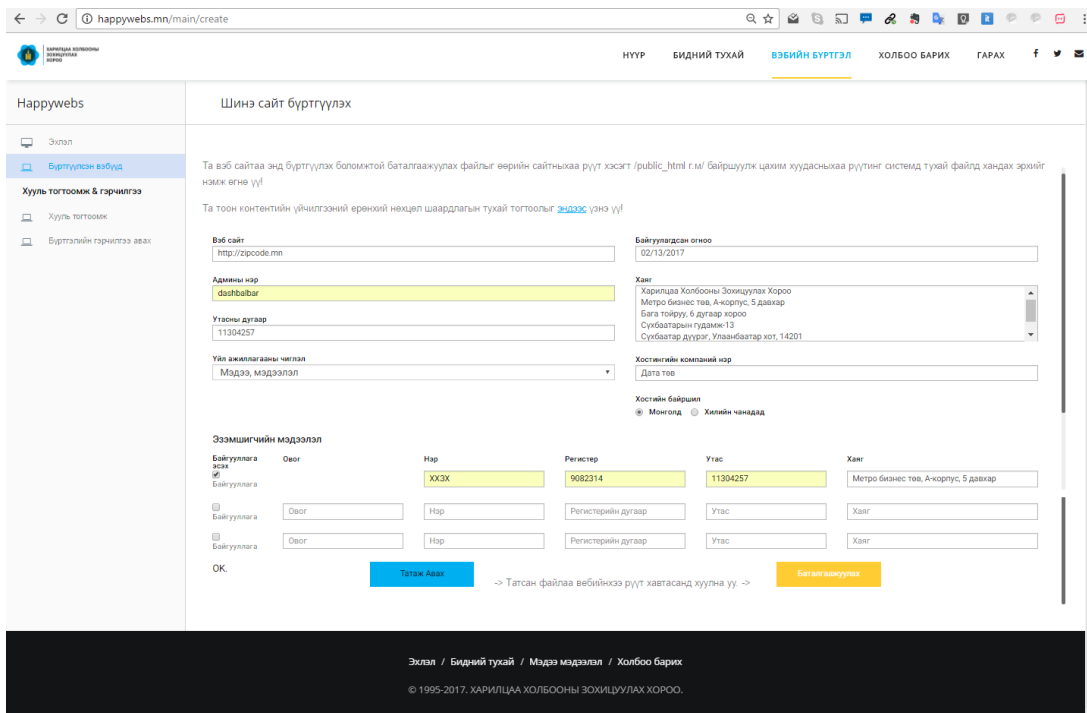 happywebs.mn/main/create
ХАРИЛЦАА ХОЛБООНЫ
ЗОХИЦУУЛАХ
ХОРОО
НҮҮР БИДНИЙ ТУХАЙ ВЭБИЙН БҮРТГЭЛ ХОЛБОО БАРИХ ГАРАХ
Happywebs
Шинэ сайт бүртгүүлэх
Эхлэл
Бүртгүүлсэн вэбүүд
Хууль тогтоомж & гэрчилгээ
Хууль тогтоомж
Бүртгэлийн гэрчилгээ авах
Та вэб сайтаа энд бүртгүүлэх боломжтой баталгаажуулах файлыг өөрийн сайтныхаа рүүт хэсэгт /public_html г.м/ байршуулж цахим хуудасныхаа рүүтинг системд тухай файлд хандах эрхийг
нэмж өгнө үү!
Та тоон контентийн үйчилгээний ерөнхий нөхцөл шаардлагын тухай тогтоолыг эндээс үзнэ үү!
Вэб сайт
http://zipcode.mn
Байгуулагдсан огноо
02/13/2017
Админы нэр
dashbalbar
Хаяг
Харилцаа Холбооны Зохицуулах Хороо
Метро бизнес төв, А-корпус, 5 давхар
Бага тойруу, 6 дугаар хороо
Сүхбаатарын гудамж-13
Сүхбаатар дүүрэг, Улаанбаатар хот, 14201
Утасны дугаар
11304257
Үйл ажиллагааны чиглэл
Мэдээ, мэдээлэл
Хостингийн компаний нэр
Дата төв
Хостийн байршил
Монголд Хилийн чанадад
Эзэмшигчийн мэдээлэл
Байгууллага
эсэх
Овог Нэр Регистер Утас Хаяг
Байгууллага
ХХЗХ 9082314 11304257 Метро бизнес төв, А-корпус, 5 давхар
Байгууллага Овог Нэр Регистерийн дугаар Утас Хаяг
Байгууллага Овог Нэр Регистерийн дугаар Утас Хаяг
OK. Татаж Авах -> Татсан файлаа вебийнхээ рүүт хавтасанд хуулна уу. -> Баталгаажуулах
Эхлэл / Бидний тухай / Мэдээ мэдээлэл / Холбоо барих
© 1995-2017. ХАРИЛЦАА ХОЛБООНЫ ЗОХИЦУУЛАХ ХОРОО.